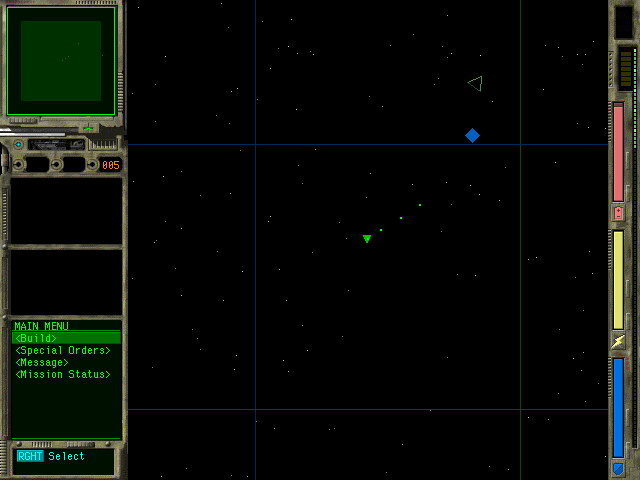 005
MAIN MENU
<Build>
<Special Orders>
<Message>
<Mission Status>
RGHT Select